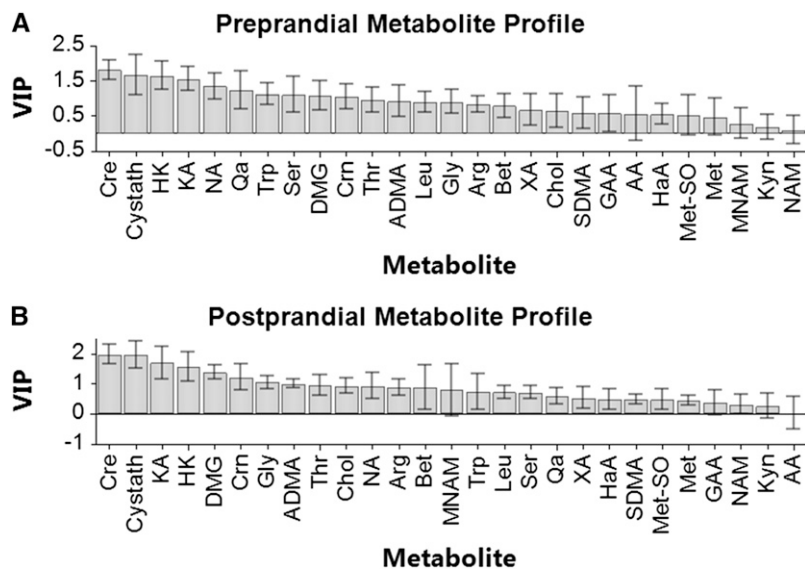 A
Preprandial Metabolite Profile
VIP
2.5
1.5
0.5
-0.5
Cre Cystath HK KA NA Qa Trp Ser DMG Crn Thr ADMA Leu Gly Arg Bet XA Chol SDMA GAA AA HaA Met-SO Met MNAM Kyn NAM
Metabolite
B
Postprandial Metabolite Profile
VIP
2
1
0
-1
Cre Cystath KA HK DMG Crn Gly ADMA Thr Chol NA Arg Bet MNAM Trp Leu Ser Qa XA HaA SDMA Met-SO Met GAA NAM Kyn AA
Metabolite